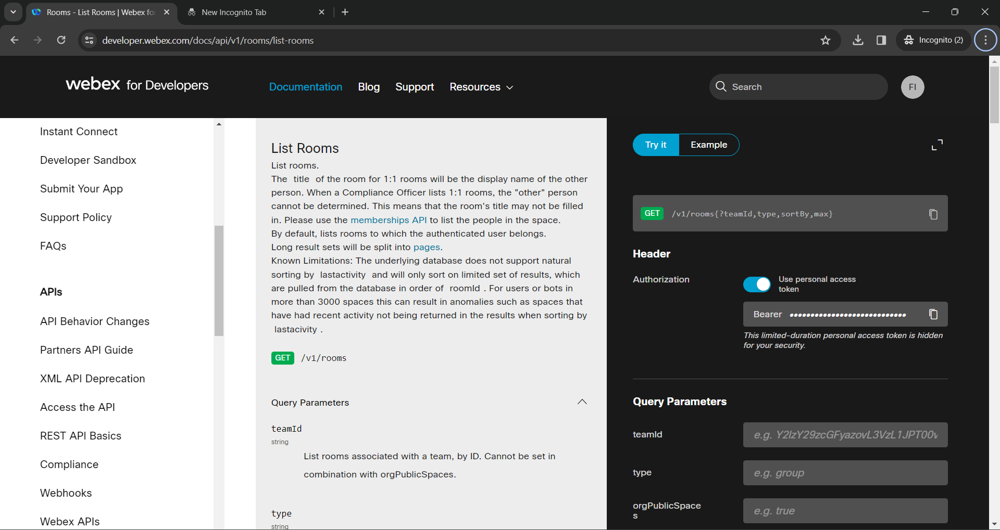 Rooms - List Rooms | Webex for
New Incognito Tab
developer.webex.com/docs/api/v1/rooms/list-rooms
Incognito (2)
webex for Developers
Documentation
Blog
Support
Resources
Search
FI
Instant Connect
Developer Sandbox
Submit Your App
Support Policy
FAQs
APIs
API Behavior Changes
Partners API Guide
XML API Deprecation
Access the API
REST API Basics
Compliance
Webhooks
Webex APIs
List Rooms
List rooms.
The title of the room for 1:1 rooms will be the display name of the other
person. When a Compliance Officer lists 1:1 rooms, the "other" person
cannot be determined. This means that the room's title may not be filled
in. Please use the memberships API to list the people in the space.
By default, lists rooms to which the authenticated user belongs.
Long result sets will be split into pages.
Known Limitations: The underlying database does not support natural
sorting by lastactivity and will only sort on limited set of results, which
are pulled from the database in order of roomId . For users or bots in
more than 3000 spaces this can result in anomalies such as spaces that
have had recent activity not being returned in the results when sorting by
lastacivity .
GET /v1/rooms
Query Parameters
teamId
string
List rooms associated with a team, by ID. Cannot be set in
combination with orgPublicSpaces.
type
string
Try it
Example
GET /v1/rooms{?teamId,type,sortBy,max}
Header
Authorization
Use personal access
token
Bearer ••••••••••••••••••••••••••••
This limited-duration personal access token is hidden
for your security.
Query Parameters
teamId
e.g. Y2lzY29zcGFyazovL3VzL1JPT00v
type
e.g. group
orgPublicSpace
s
e.g. true